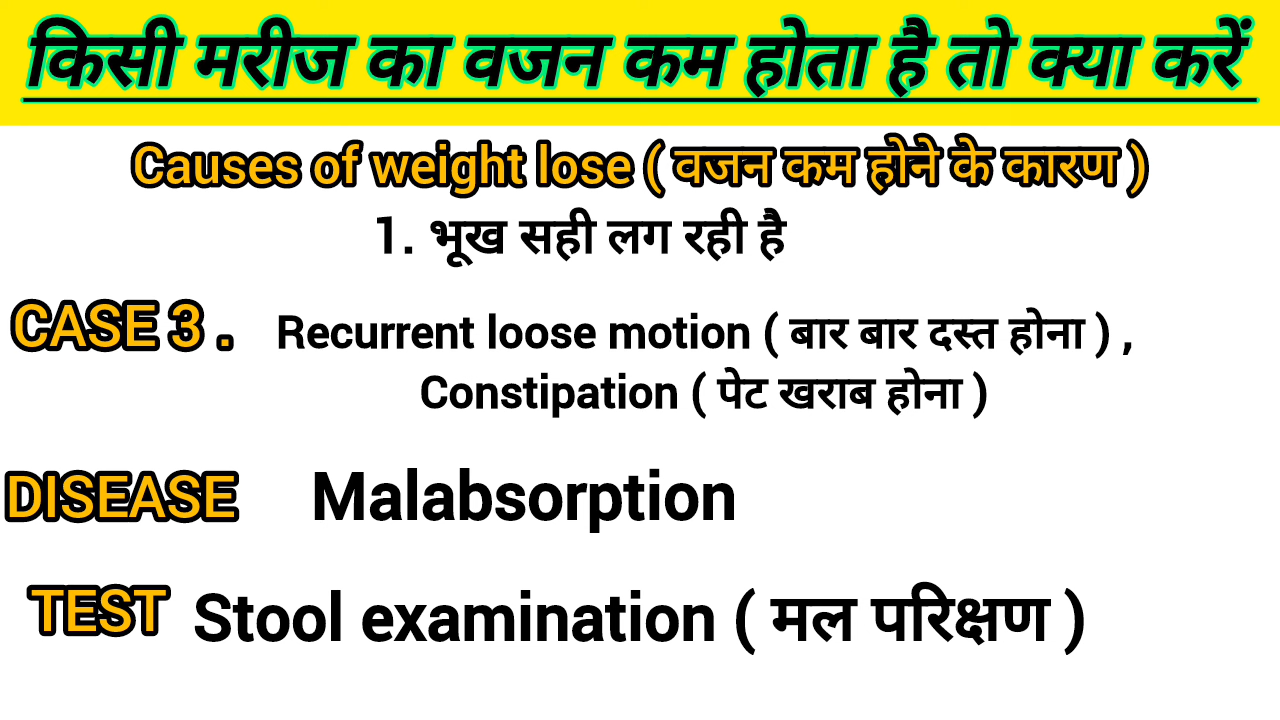 किसी मरीज का वजन कम होता है तो क्या करें
Causes of weight lose ( वजन कम होने के कारण )
1. भूख सही लग रही है
CASE 3 . Recurrent loose motion ( बार बार दस्त होना ) ,
Constipation ( पेट खराब होना )
DISEASE Malabsorption
TEST Stool examination ( मल परिक्षण )